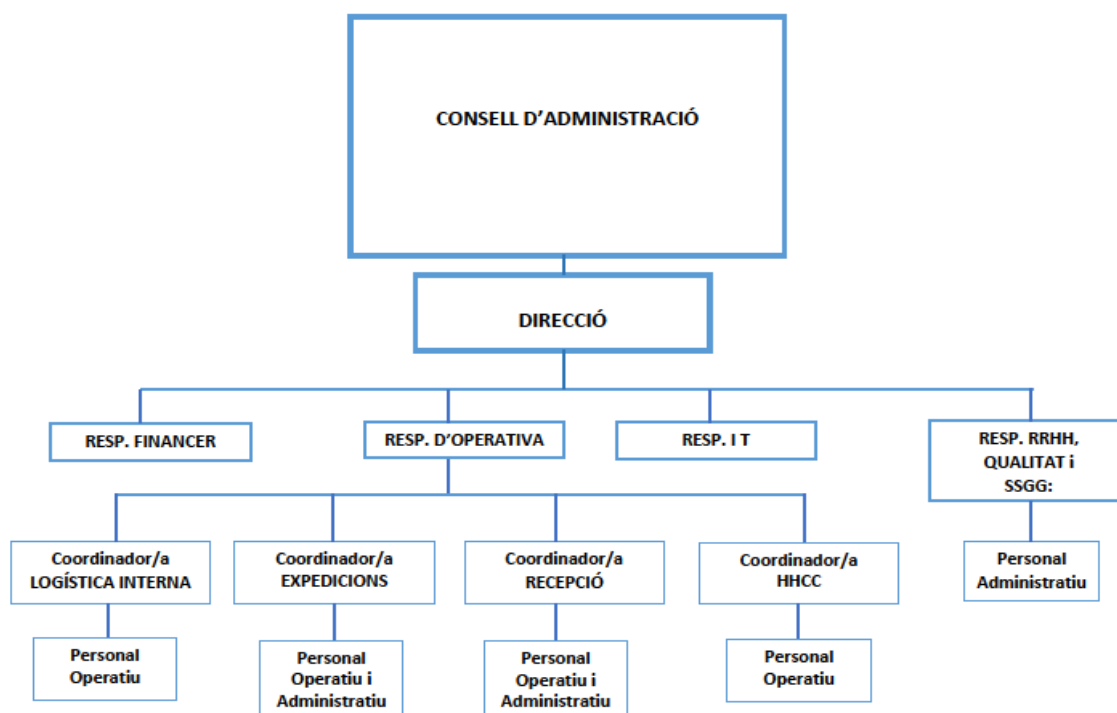 CONSELL D'ADMINISTRACIÓ
DIRECCIÓ
RESP. FINANCER
RESP. D'OPERATIVA
RESP. I T
RESP. RRHH,
QUALITAT i
SSGG:
Coordinador/a
LOGÍSTICA INTERNA
Coordinador/a
EXPEDICIONS
Coordinador/a
RECEPCIÓ
Coordinador/a
HHCC
Personal
Administratiu
Personal
Operatiu
Personal
Operatiu i
Administratiu
Personal
Operatiu i
Administratiu
Personal
Operatiu